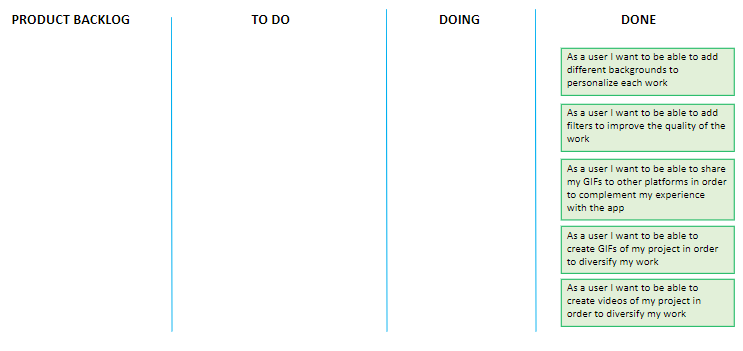 PRODUCT BACKLOG
TO DO
DOING
DONE
As a user I want to be able to add
different backgrounds to
personalize each work
As a user I want to be able to add
filters to improve the quality of the
work
As a user I want to be able to share
my GIFs to other platforms in order
to complement my experience
with the app
As a user I want to be able to
create GIFs of my project in order
to diversify my work
As a user I want to be able to
create videos of my project in
order to diversify my work